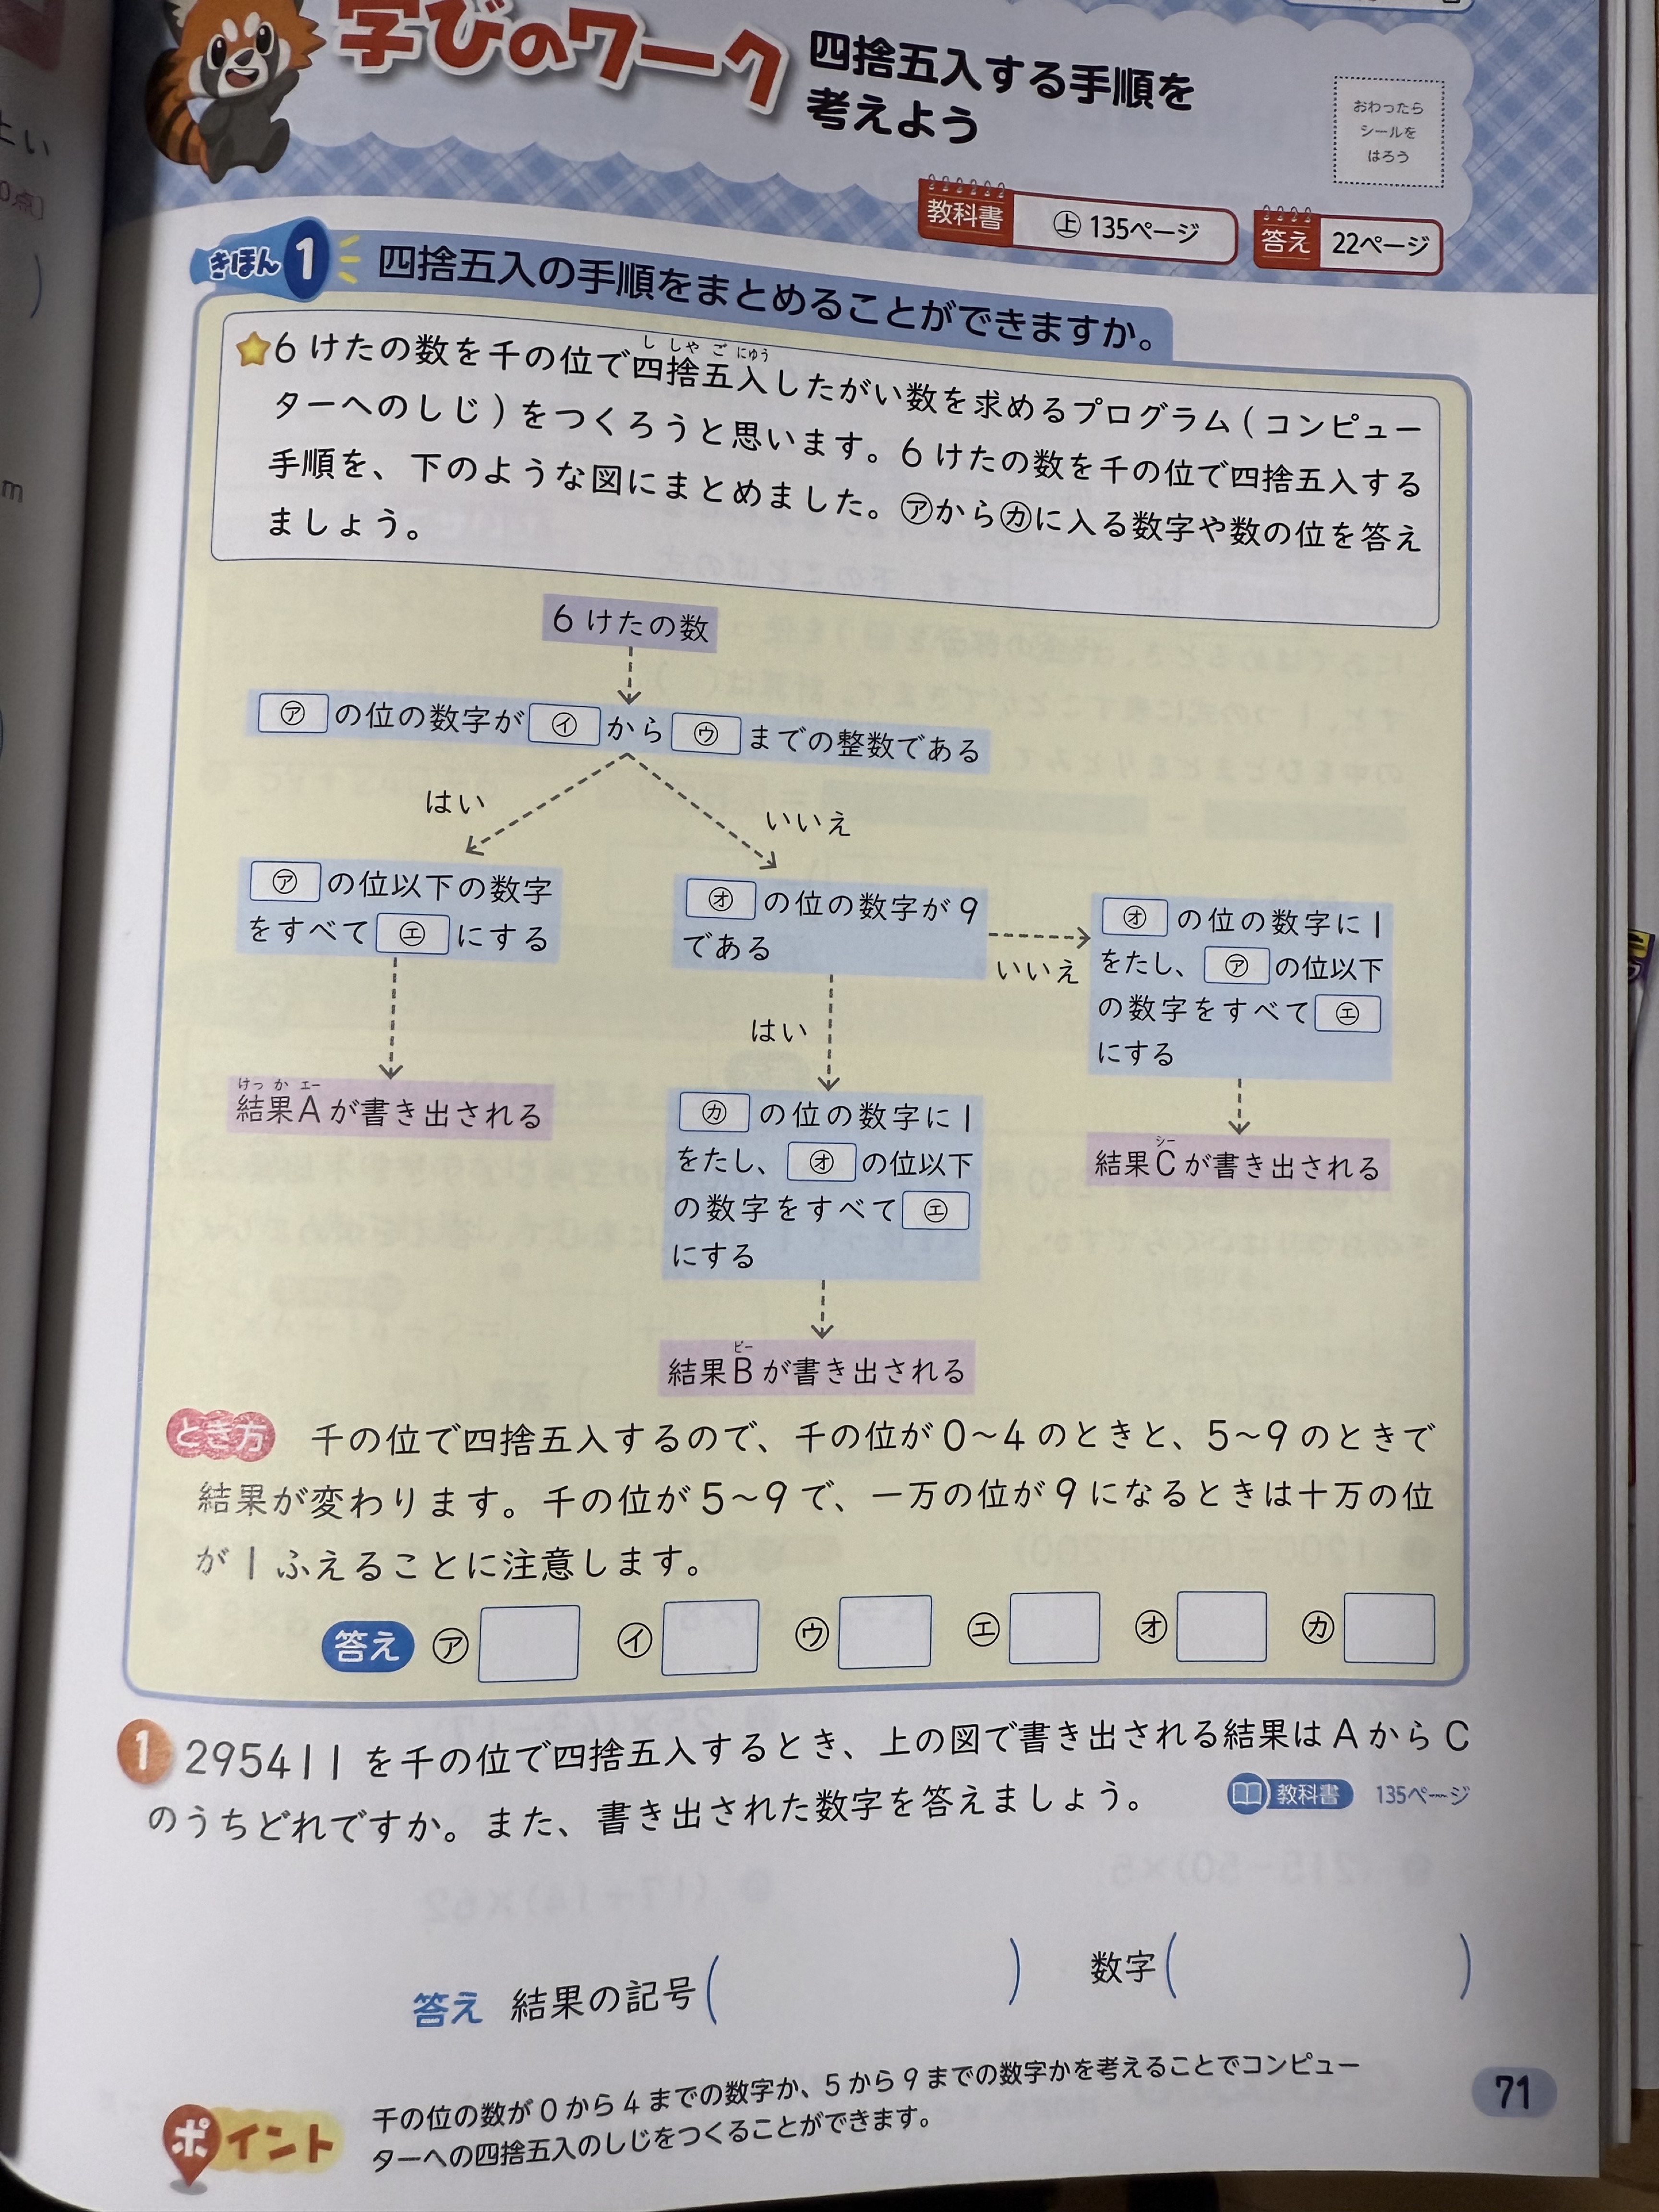 学びのワーク
四捨五入する手順を
考えよう
おわったら
シールを
はろう
教科書 ㊤ 135ページ
答え 22ページ
きほん 1 四捨五入の手順をまとめることができますか。
し しゃ ご にゅう
6けたの数を千の位で四捨五入したがい数を求めるプログラム(コンピュー
ターへのしじ)をつくろうと思います。6けたの数を千の位で四捨五入する
手順を、下のような図にまとめました。㋐から㋕に入る数字や数の位を答え
ましょう。
6けたの数
㋐の位の数字が㋑から㋒までの整数である
はい
いいえ
㋐の位以下の数字
をすべて㋓にする
㋔の位の数字が9
である
いいえ
㋔の位の数字に1
をたし、㋐の位以下
の数字をすべて㋓
にする
はい
けっ か エー
結果Aが書き出される
㋕の位の数字に1
をたし、㋔の位以下
の数字をすべて㋓
にする
シー
結果Cが書き出される
ビー
結果Bが書き出される
とき方 千の位で四捨五入するので、千の位が0〜4のときと、5〜9のときで
結果が変わります。千の位が5〜9で、一万の位が9になるときは十万の位
が1ふえることに注意します。
答え ㋐ ㋑ ㋒ ㋓ ㋔ ㋕
1 295411を千の位で四捨五入するとき、上の図で書き出される結果はAからC
のうちどれですか。また、書き出された数字を答えましょう。
教科書 135ページ
答え 結果の記号( ) 数字( )
ポイント
千の位の数が0から4までの数字か、5から9までの数字かを考えることでコンピュー
ターへの四捨五入のしじをつくることができます。
71